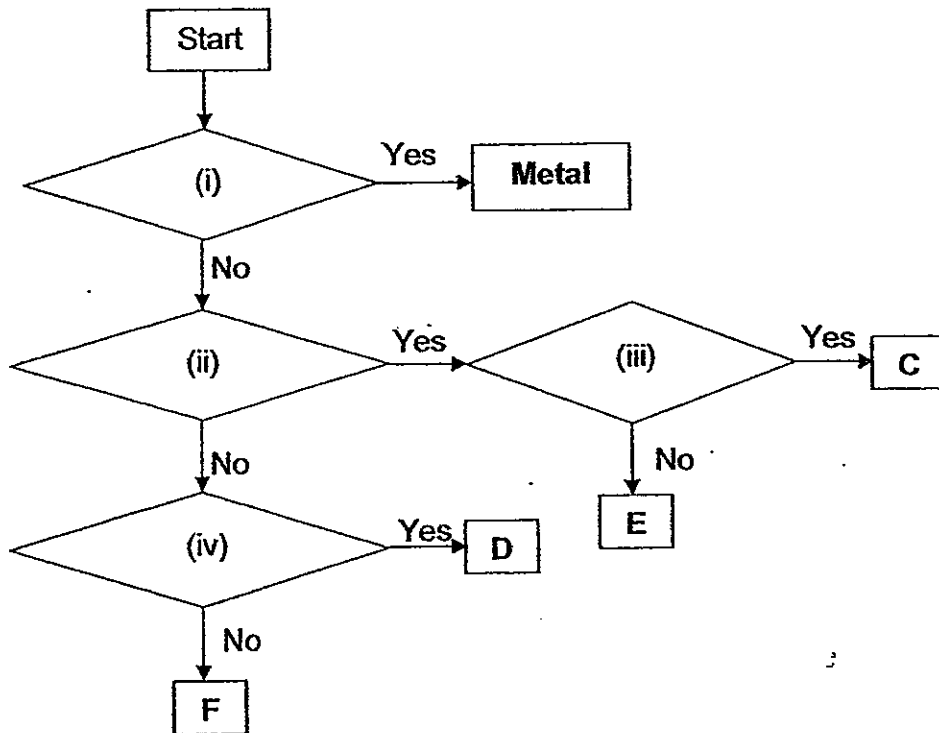 Start
(i)
Yes
Metal
No
(ii)
Yes
(iii)
Yes
C
No
No
E
(iv)
Yes
D
No
F